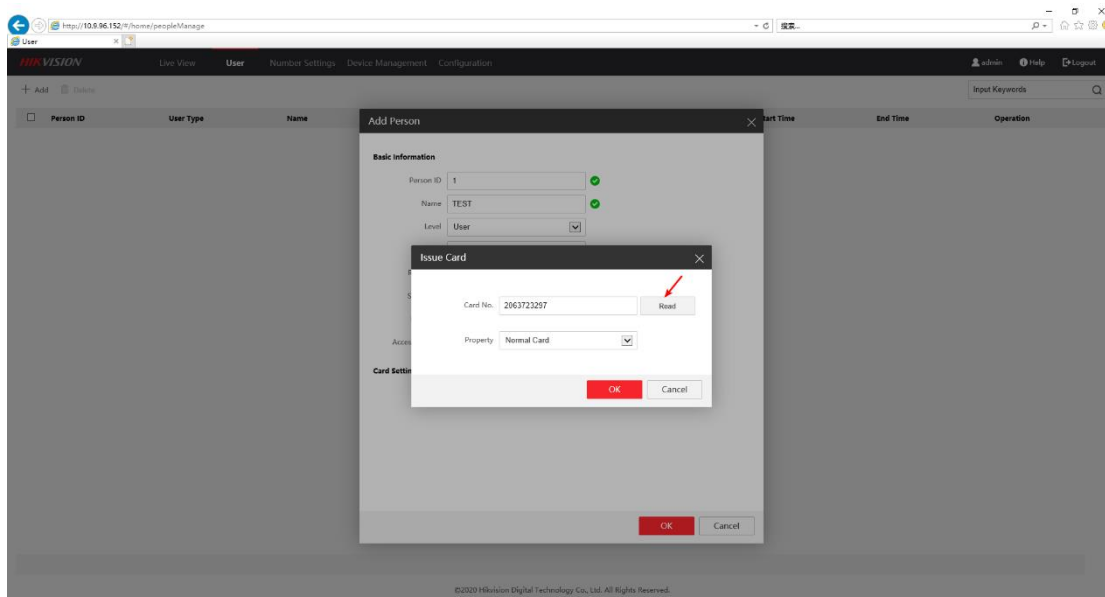 http://10.9.96.152/#/home/peopleManage
搜索...
User
HIKVISION Live View User Number Settings Device Management Configuration admin Help Logout
Add Delete Input Keywords
Person ID User Type Name tart Time End Time Operation
Add Person
Basic Information
Person ID 1
Name TEST
Level User
Issue Card
Card No. 2063723297 Read
Property Normal Card
Acces
Card Settin
OK Cancel
OK Cancel
©2020 Hikvision Digital Technology Co., Ltd. All Rights Reserved.